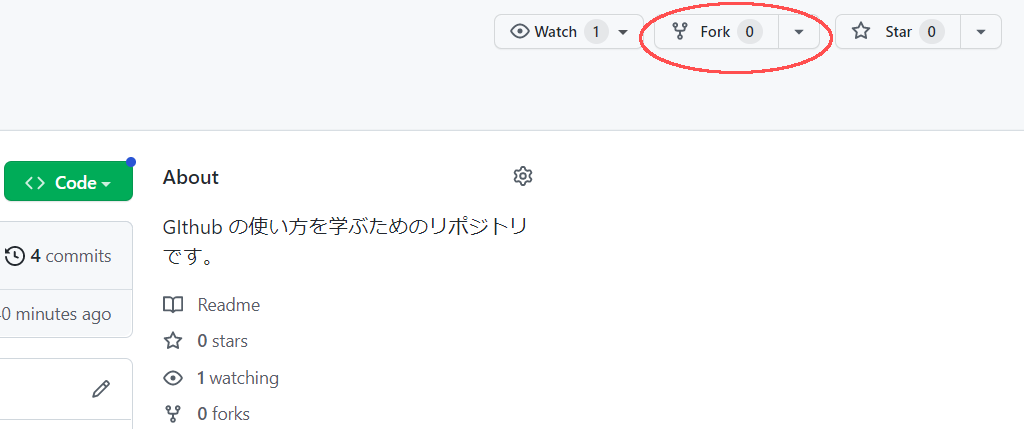 Watch 1
Fork 0
Star 0
Code
About
GIthub の使い方を学ぶためのリポジトリ
です。
4 commits
0 minutes ago
Readme
0 stars
1 watching
0 forks